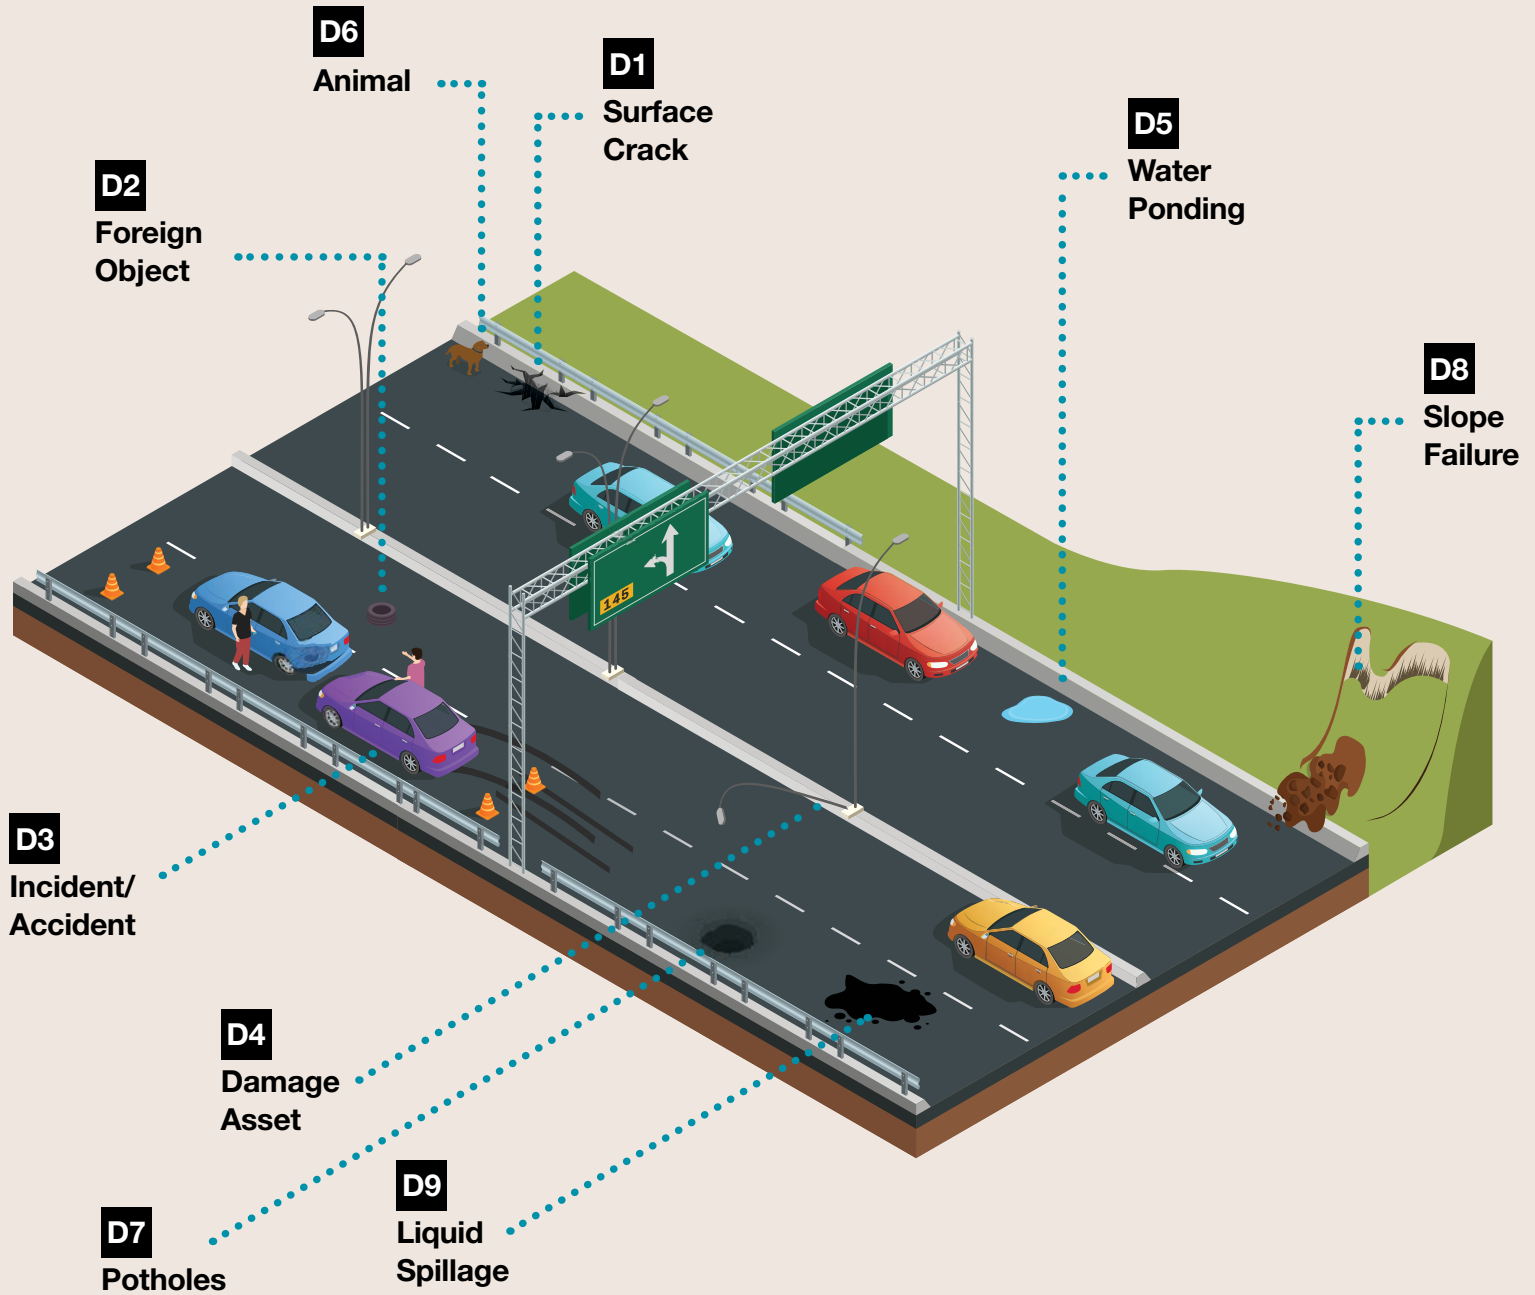 D6
Animal
D1
Surface
Crack
D5
Water
Ponding
D2
Foreign
Object
D8
Slope
Failure
145
D3
Incident/
Accident
D4
Damage
Asset
D9
Liquid
Spillage
D7
Potholes